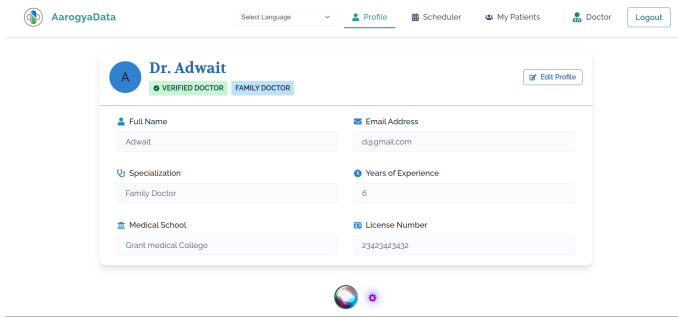 AarogyaData
Select Language
Profile
Scheduler
My Patients
Doctor
Logout
A
Dr. Adwait
VERIFIED DOCTOR
FAMILY DOCTOR
Edit Profile
Full Name
Email Address
Adwait
d@gmail.com
Specialization
Years of Experience
Family Doctor
6
Medical School
License Number
Grant medical College
23423423432